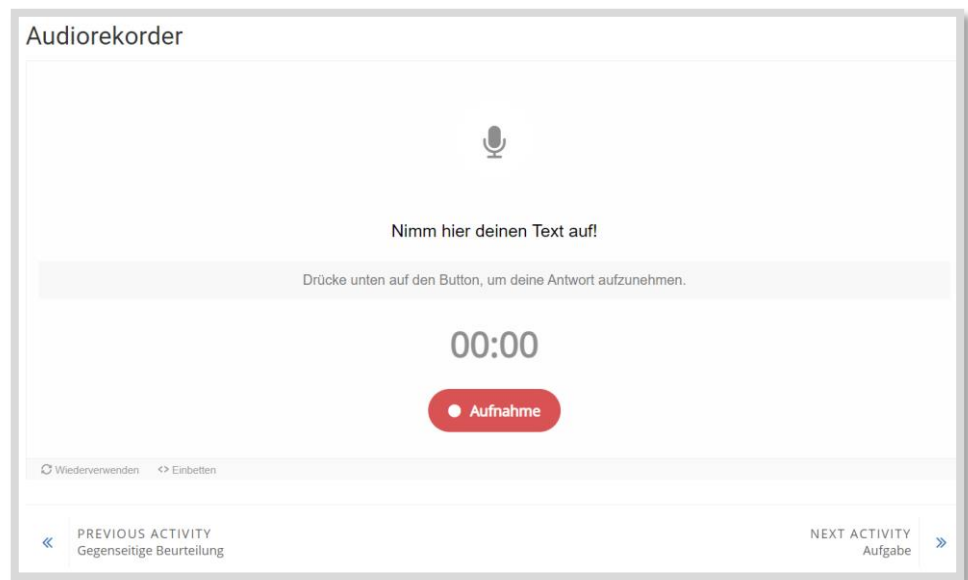 Audiorekorder
Nimm hier deinen Text auf!
Drücke unten auf den Button, um deine Antwort aufzunehmen.
00:00
Aufnahme
Wiederverwenden <> Einbetten
PREVIOUS ACTIVITY
Gegenseitige Beurteilung
NEXT ACTIVITY
Aufgabe